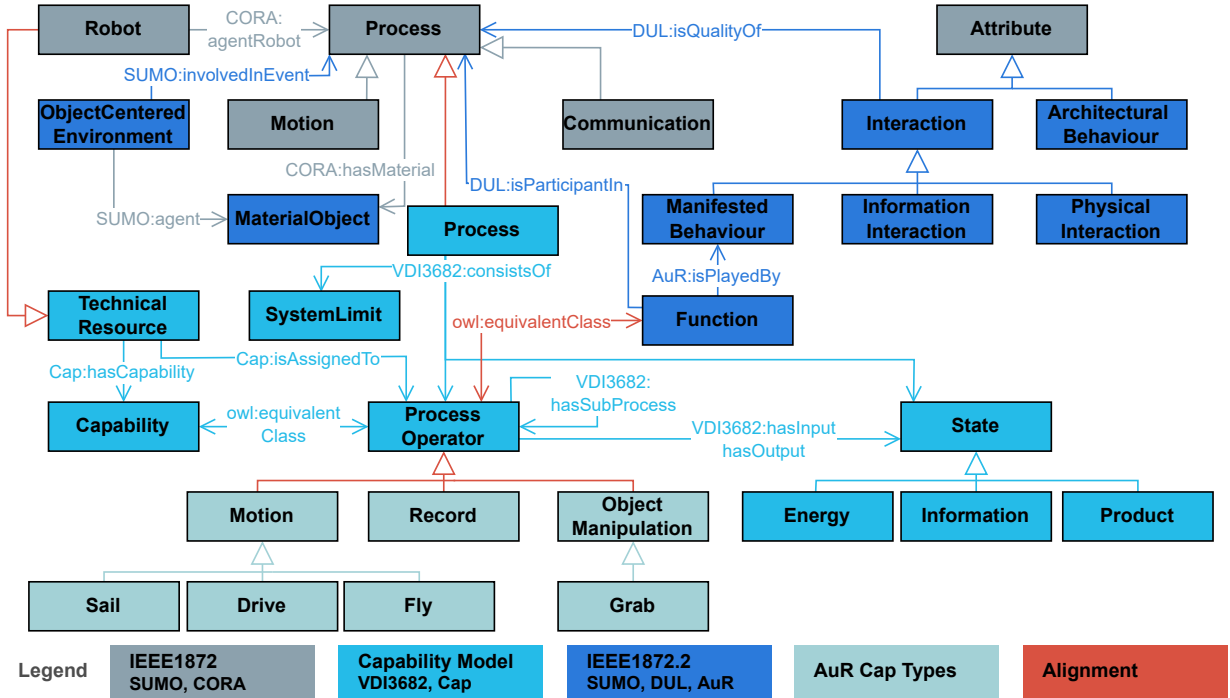 Robot
CORA:
agentRobot
Process
DUL:isQualityOf
Attribute
SUMO:involvedInEvent
ObjectCentered
Environment
Motion
Communication
Interaction
Architectural
Behaviour
CORA:hasMaterial
DUL:isParticipantIn
SUMO:agent
MaterialObject
Process
Manifested
Behaviour
Information
Interaction
Physical
Interaction
VDI3682:consistsOf
AuR:isPlayedBy
Technical
Resource
SystemLimit
owl:equivalentClass
Function
Cap:hasCapability
Cap:isAssignedTo
VDI3682:
hasSubProcess
Capability
owl:equivalent
Class
Process
Operator
VDI3682:hasInput
hasOutput
State
Motion
Record
Object
Manipulation
Energy
Information
Product
Sail
Drive
Fly
Grab
Legend
IEEE1872
SUMO, CORA
Capability Model
VDI3682, Cap
IEEE1872.2
SUMO, DUL, AuR
AuR Cap Types
Alignment